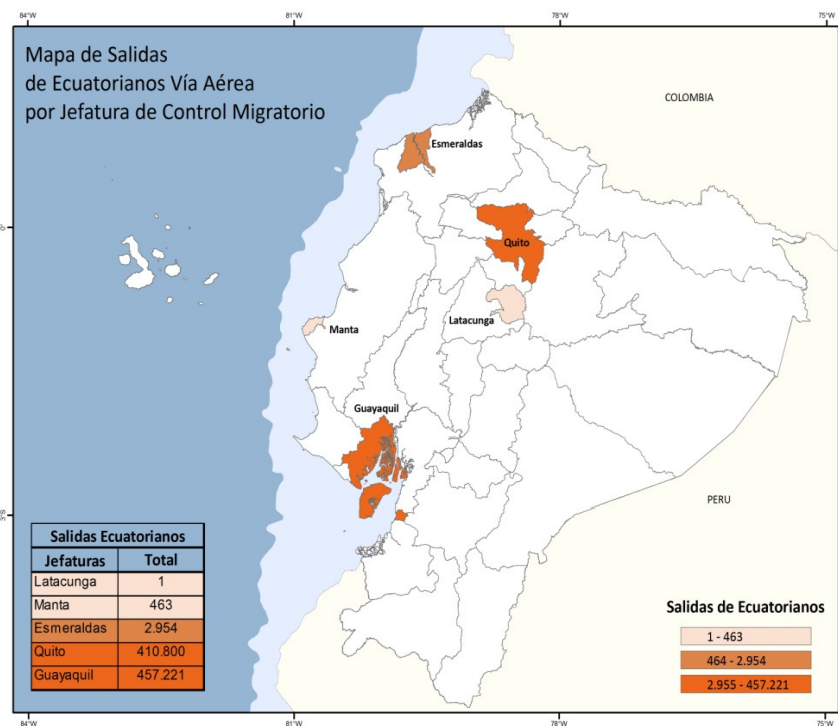 84°W
81°W
78°W
75°W
Mapa de Salidas
de Ecuatorianos Vía Aérea
por Jefatura de Control Migratorio
COLOMBIA
Esmeraldas
0°
Quito
Latacunga
Manta
Guayaquil
PERU
3°S
Salidas Ecuatorianos
Jefaturas Total
Latacunga 1
Manta 463
Esmeraldas 2.954
Quito 410.800
Guayaquil 457.221
Salidas de Ecuatorianos
1 - 463
464 - 2.954
2.955 - 457.221
84°W
81°W
78°W
75°W